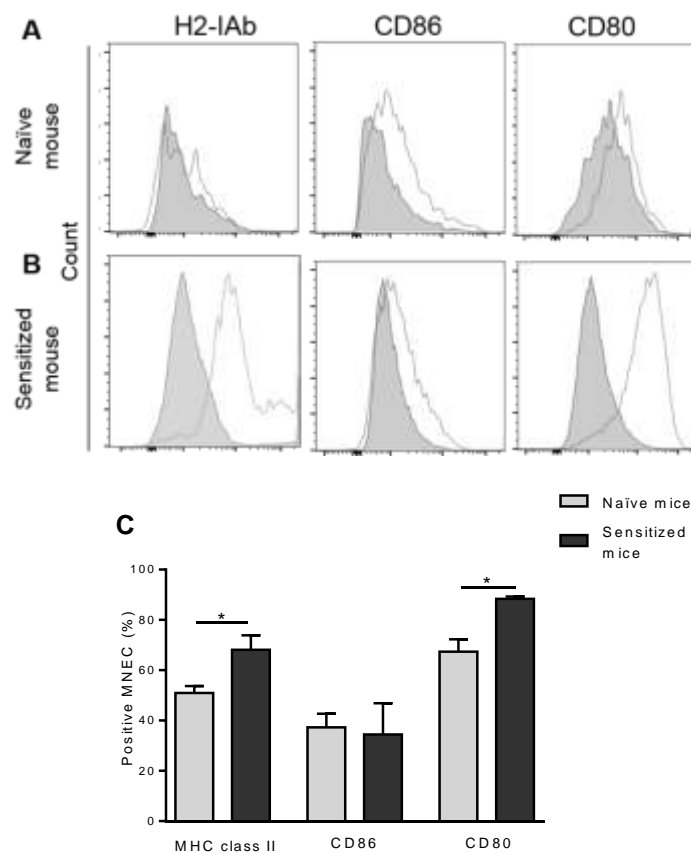 A
H2-IAb
CD86
CD80
Naïve
mouse
Count
B
Sensitized
mouse
C
Naïve mice
Sensitized
mice
Positive MNEC (%)
100
80
60
40
20
0
*
*
MHC class II
CD86
CD80